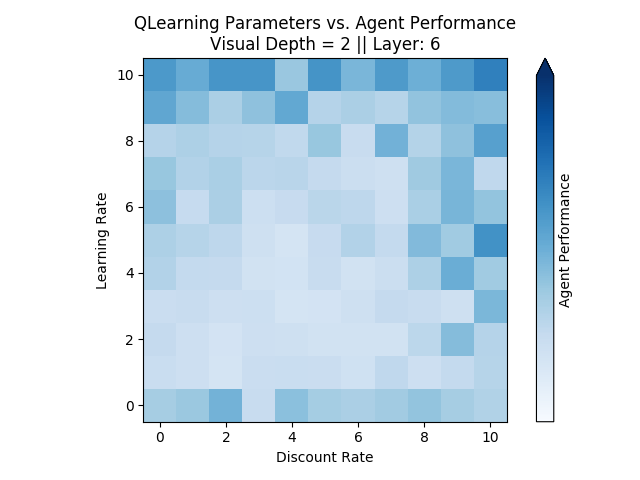 QLearning Parameters vs. Agent Performance
Visual Depth = 2 || Layer: 6
10
8
6
4
2
0
Learning Rate
0 2 4 6 8 10
Discount Rate
Agent Performance